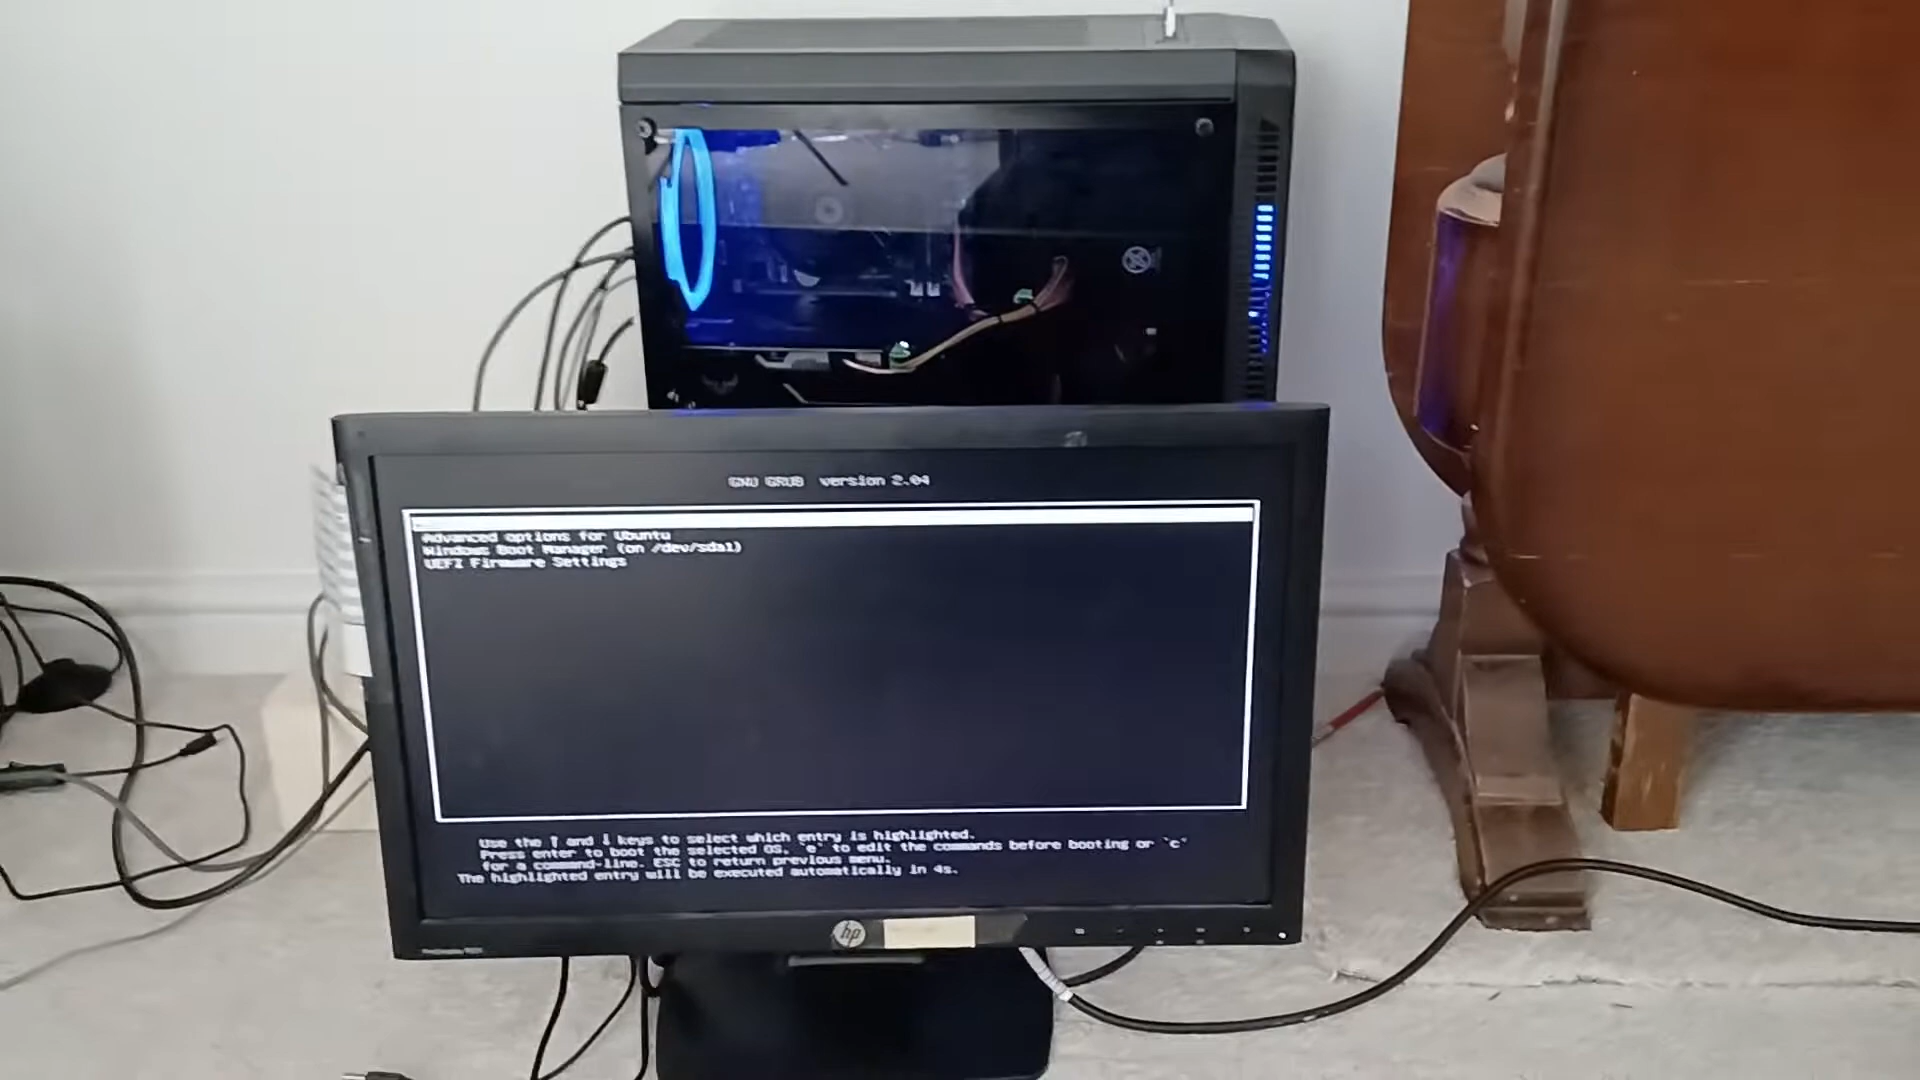 GNU GRUB version 2.04
Advanced options for Ubuntu
Windows Boot Manager (on /dev/sda1)
UEFI Firmware Settings
Use the ↑ and ↓ keys to select which entry is highlighted.
Press enter to boot the selected OS, `e' to edit the commands before booting or `c'
for a command-line. ESC to return previous menu.
The highlighted entry will be executed automatically in 4s.
hp